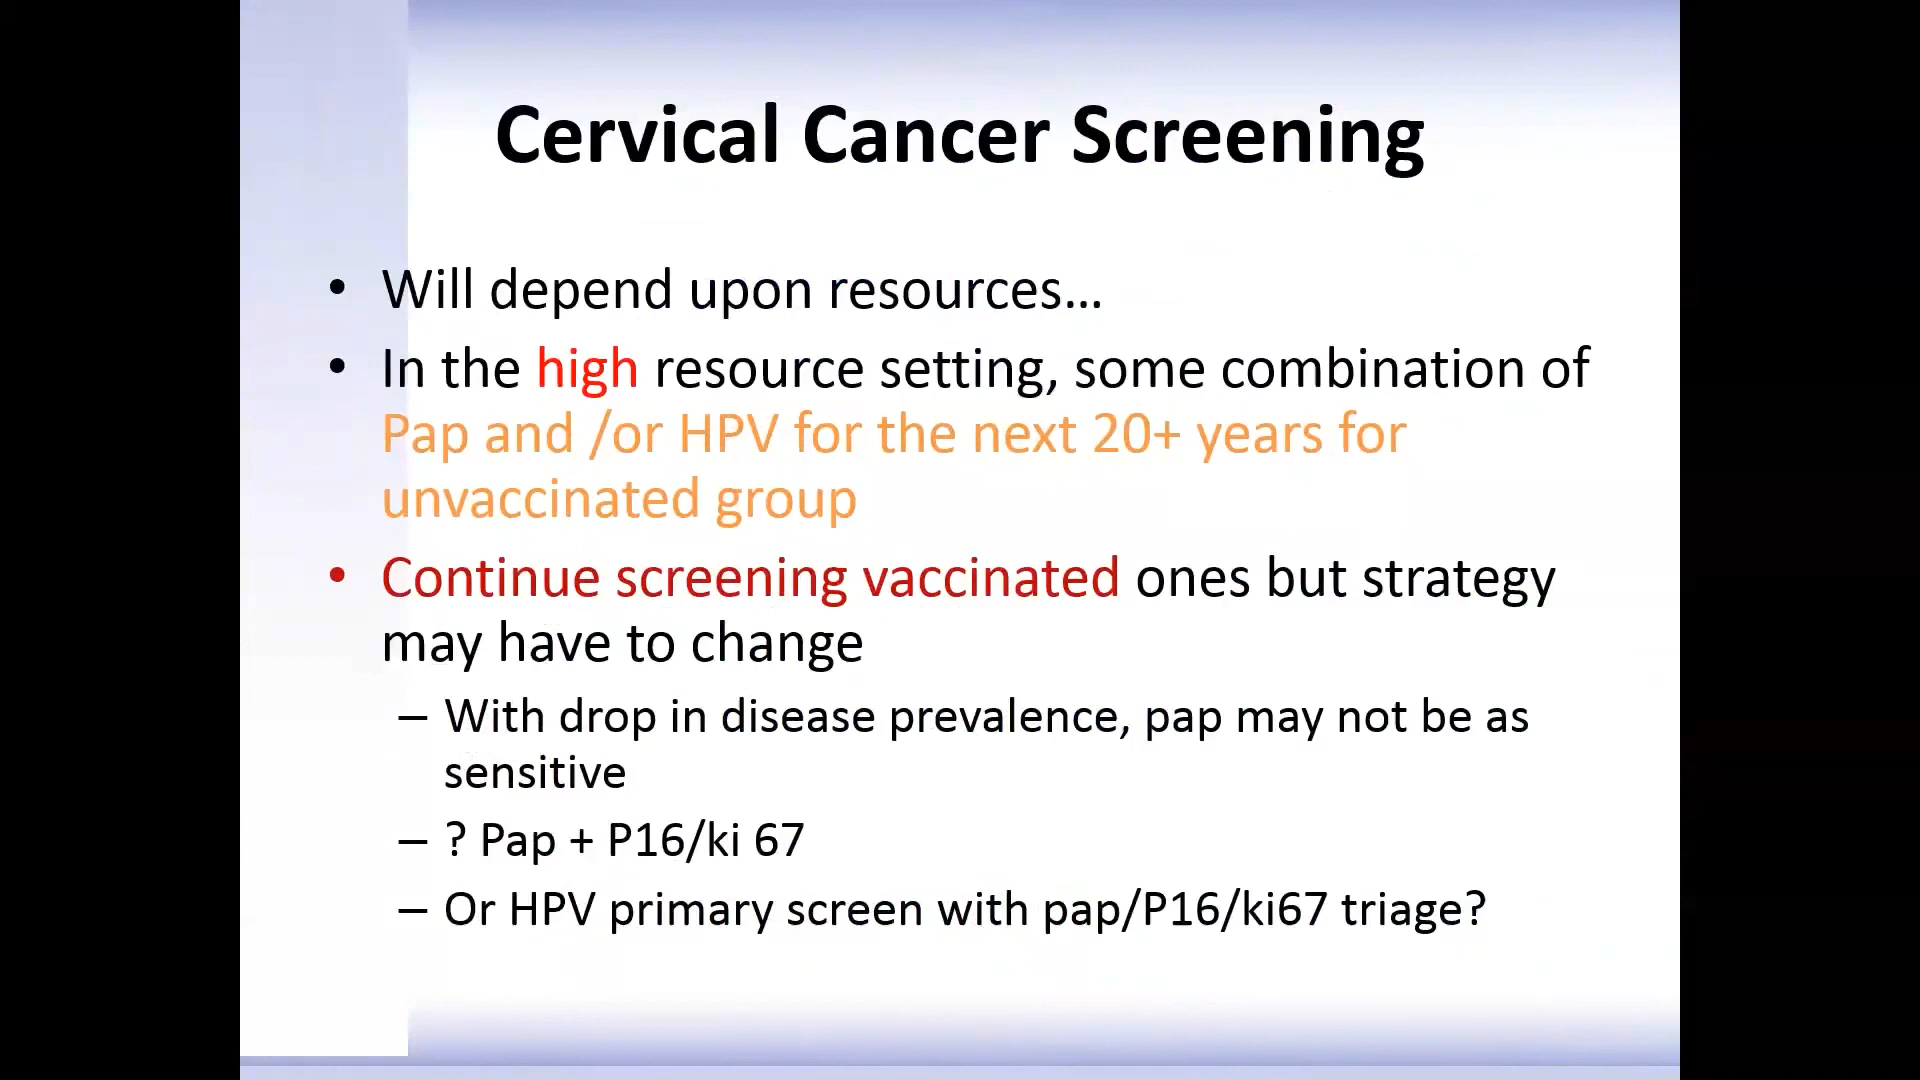 Cervical Cancer Screening
• Will depend upon resources...
• In the high resource setting, some combination of
Pap and /or HPV for the next 20+ years for
unvaccinated group
• Continue screening vaccinated ones but strategy
may have to change
– With drop in disease prevalence, pap may not be as
sensitive
– ? Pap + P16/ki 67
– Or HPV primary screen with pap/P16/ki67 triage?